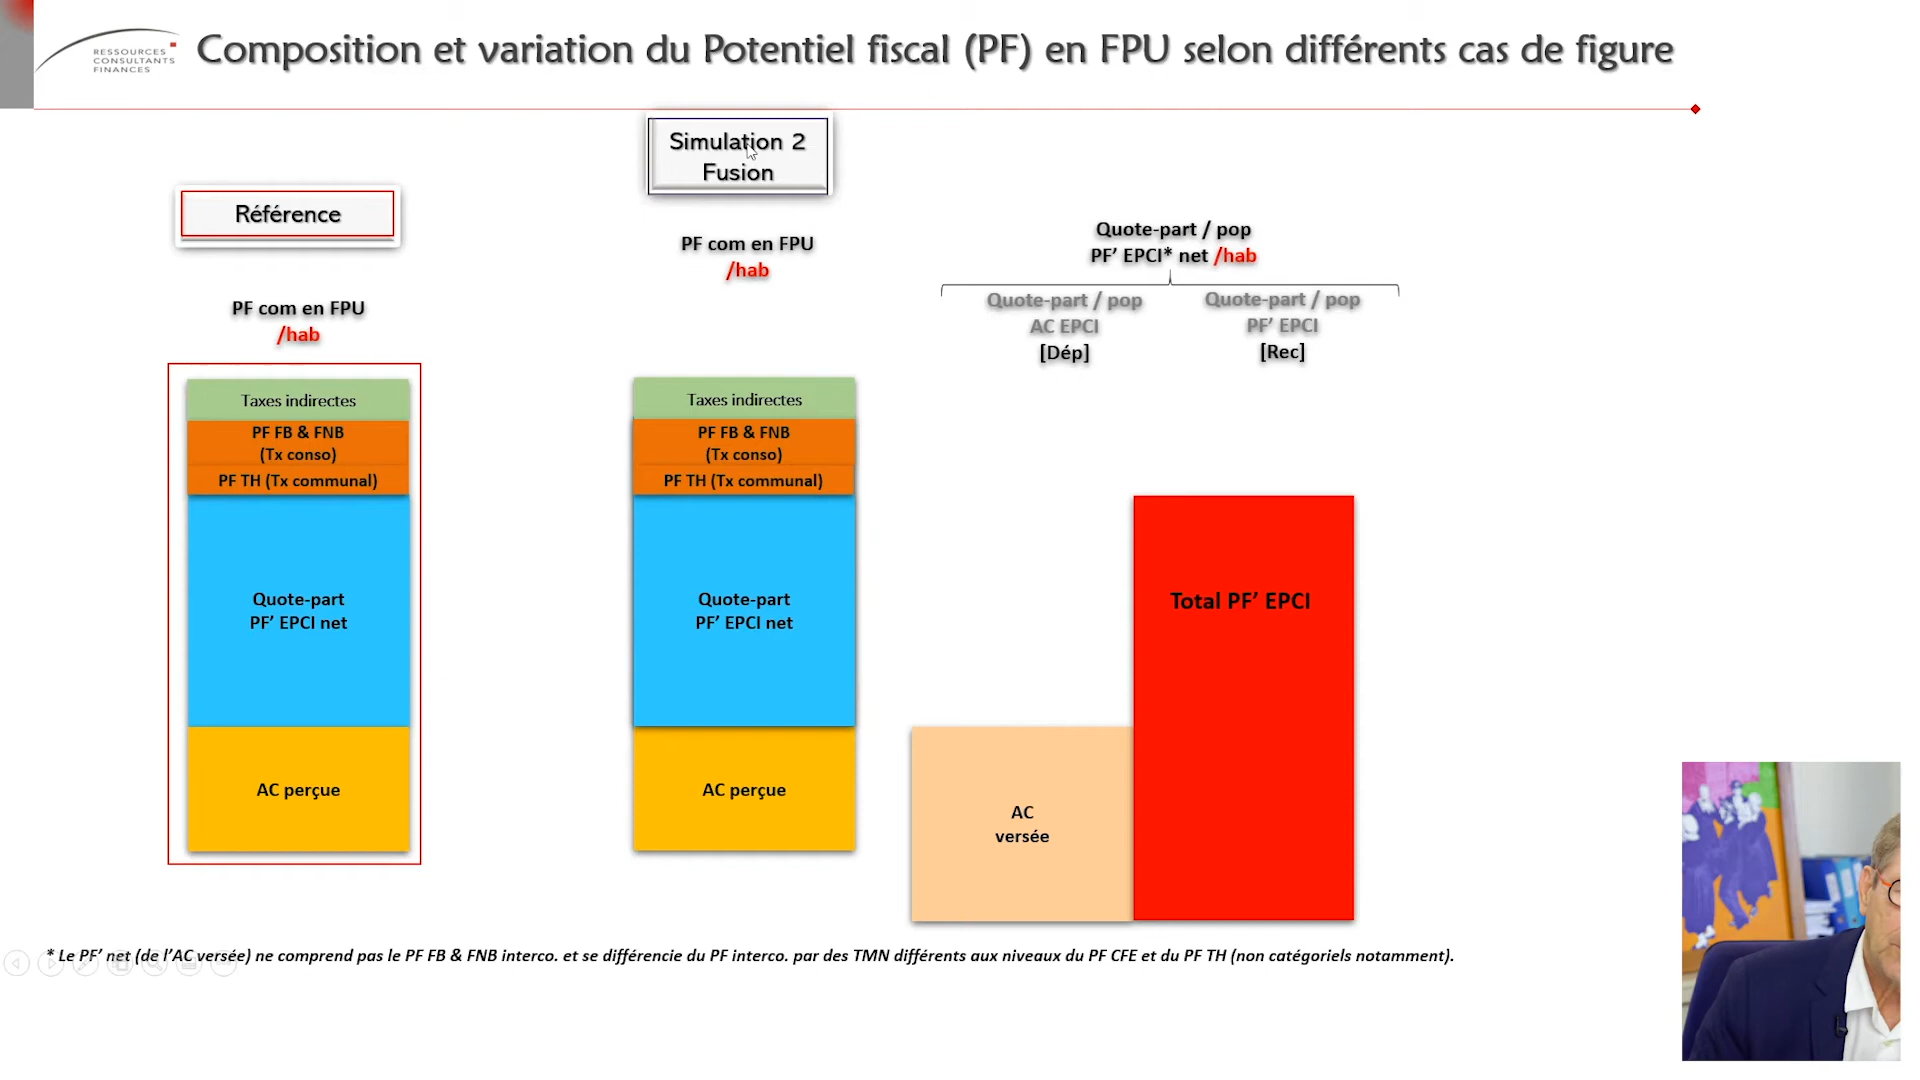 RESSOURCES
CONSULTANTS
FINANCES
Composition et variation du Potentiel fiscal (PF) en FPU selon différents cas de figure
Simulation 2
Fusion
Référence
PF com en FPU
/hab
PF com en FPU
/hab
Quote-part / pop
PF’ EPCI* net /hab
Quote-part / pop
AC EPCI
[Dép]
Quote-part / pop
PF’ EPCI
[Rec]
Taxes indirectes
PF FB & FNB
(Tx conso)
PF TH (Tx communal)
Quote-part
PF’ EPCI net
AC perçue
Taxes indirectes
PF FB & FNB
(Tx conso)
PF TH (Tx communal)
Quote-part
PF’ EPCI net
AC perçue
AC
versée
Total PF’ EPCI
* Le PF’ net (de l’AC versée) ne comprend pas le PF FB & FNB interco. et se différencie du PF interco. par des TMN différents aux niveaux du PF CFE et du PF TH (non catégoriels notamment).